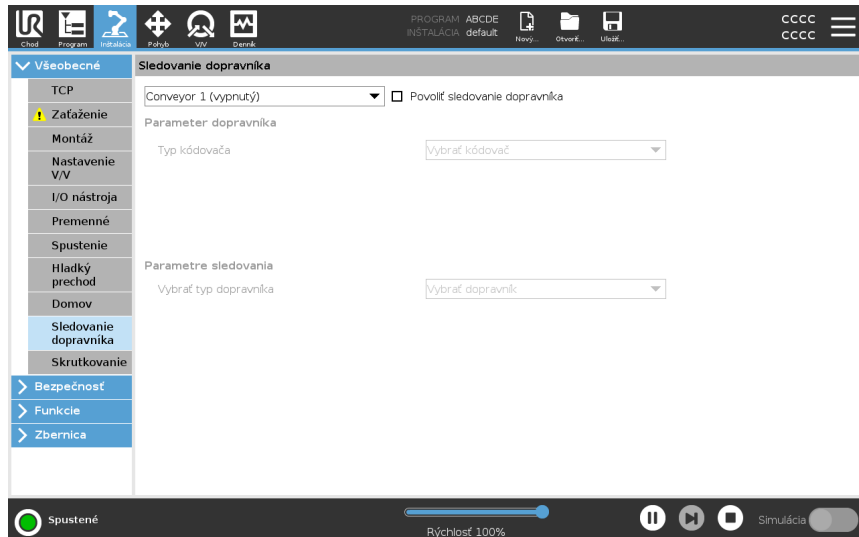 UR
Chod
Program
Inštalácia
Pohyb
V/V
Denník
PROGRAM ABCDE
INŠTALÁCIA default
Nový...
Otvoriť...
Uložiť...
CCCC
CCCC
Všeobecné
TCP
Zaťaženie
Montáž
Nastavenie
V/V
I/O nástroja
Premenné
Spustenie
Hladký
prechod
Domov
Sledovanie
dopravníka
Skrutkovanie
Bezpečnosť
Funkcie
Zbernica
Sledovanie dopravníka
Conveyor 1 (vypnutý)
Povoliť sledovanie dopravníka
Parameter dopravníka
Typ kódovača
Vybrať kódovač
Parametre sledovania
Vybrať typ dopravníka
Vybrať dopravník
Spustené
Rýchlosť 100%
Simulácia